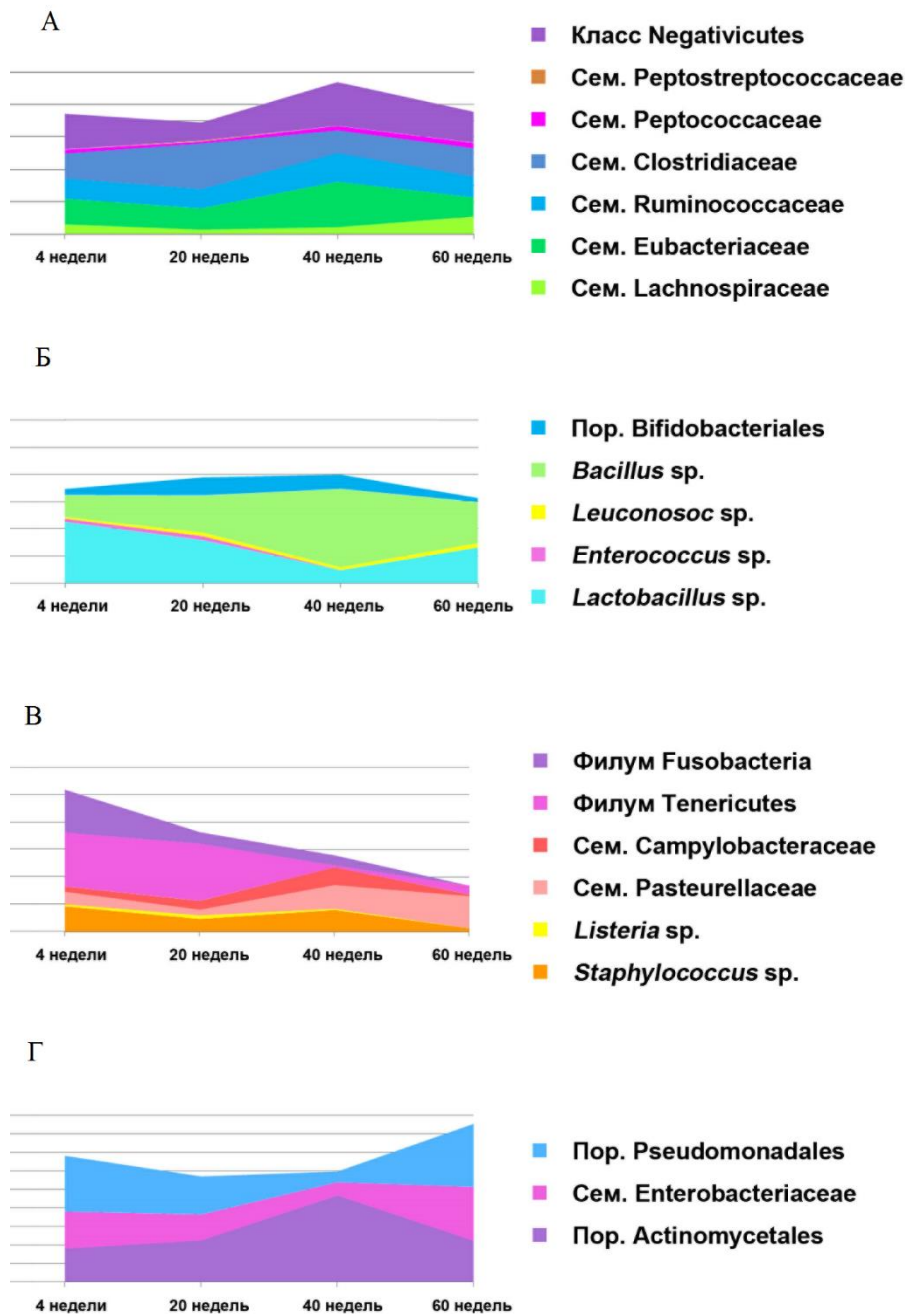 А
Класс Negativicutes
Сем. Peptostreptococcaceae
Сем. Peptococcaceae
Сем. Clostridiaceae
Сем. Ruminococcaceae
Сем. Eubacteriaceae
Сем. Lachnospiraceae
4 недели 20 недель 40 недель 60 недель
Б
Пор. Bifidobacteriales
Bacillus sp.
Leuconosoc sp.
Enterococcus sp.
Lactobacillus sp.
4 недели 20 недель 40 недель 60 недель
В
Филум Fusobacteria
Филум Tenericutes
Сем. Campylobacteraceae
Сем. Pasteurellaceae
Listeria sp.
Staphylococcus sp.
4 недели 20 недель 40 недель 60 недель
Г
Пор. Pseudomonadales
Сем. Enterobacteriaceae
Пор. Actinomycetales
4 недели 20 недель 40 недель 60 недель